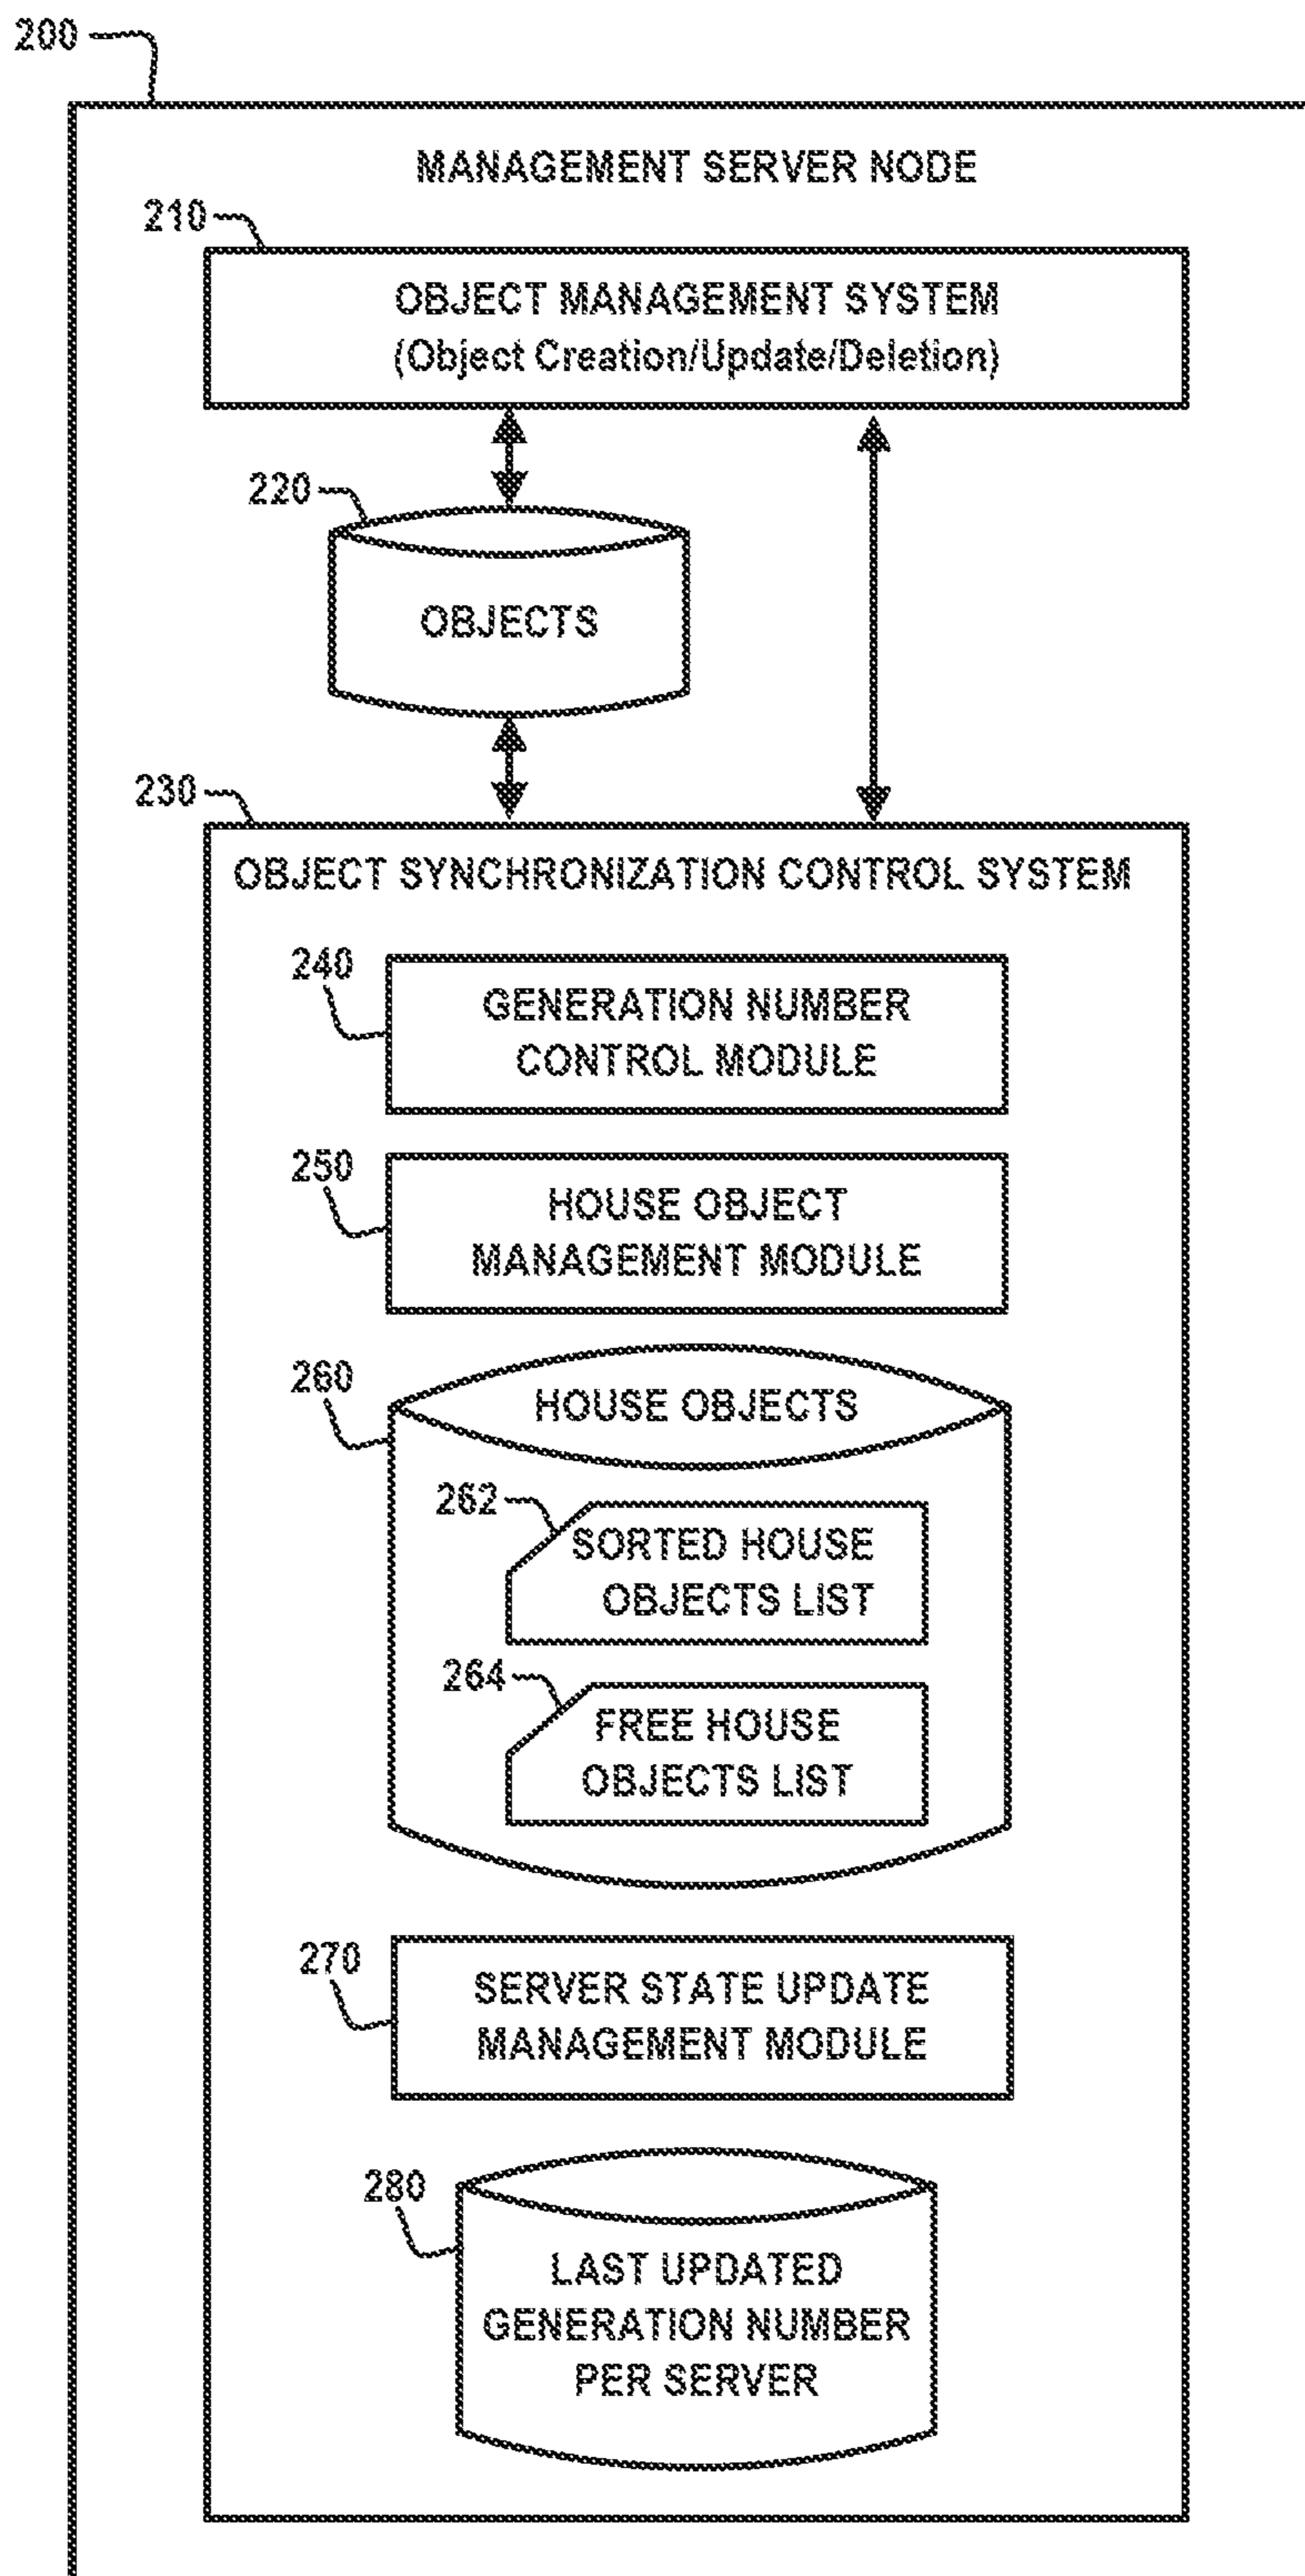 200
MANAGEMENT SERVER NODE
210
OBJECT MANAGEMENT SYSTEM
(Object Creation/Update/Deletion)
220
OBJECTS
230
OBJECT SYNCHRONIZATION CONTROL SYSTEM
240
GENERATION NUMBER
CONTROL MODULE
250
HOUSE OBJECT
MANAGEMENT MODULE
260
HOUSE OBJECTS
262
SORTED HOUSE
OBJECTS LIST
264
FREE HOUSE
OBJECTS LIST
270
SERVER STATE UPDATE
MANAGEMENT MODULE
280
LAST UPDATED
GENERATION NUMBER
PER SERVER